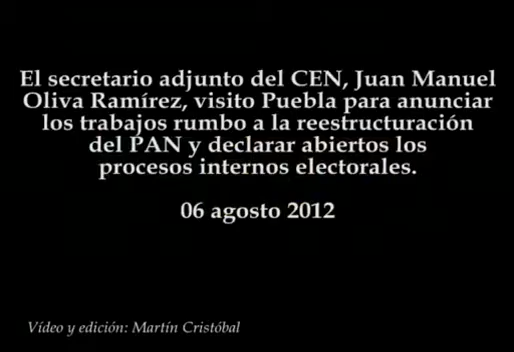 El secretario adjunto del CEN, Juan Manuel
Oliva Ramírez, visito Puebla para anunciar
los trabajos rumbo a la reestructuración
del PAN y declarar abiertos los
procesos internos electorales.
06 agosto 2012
Vídeo y edición: Martín Cristóbal